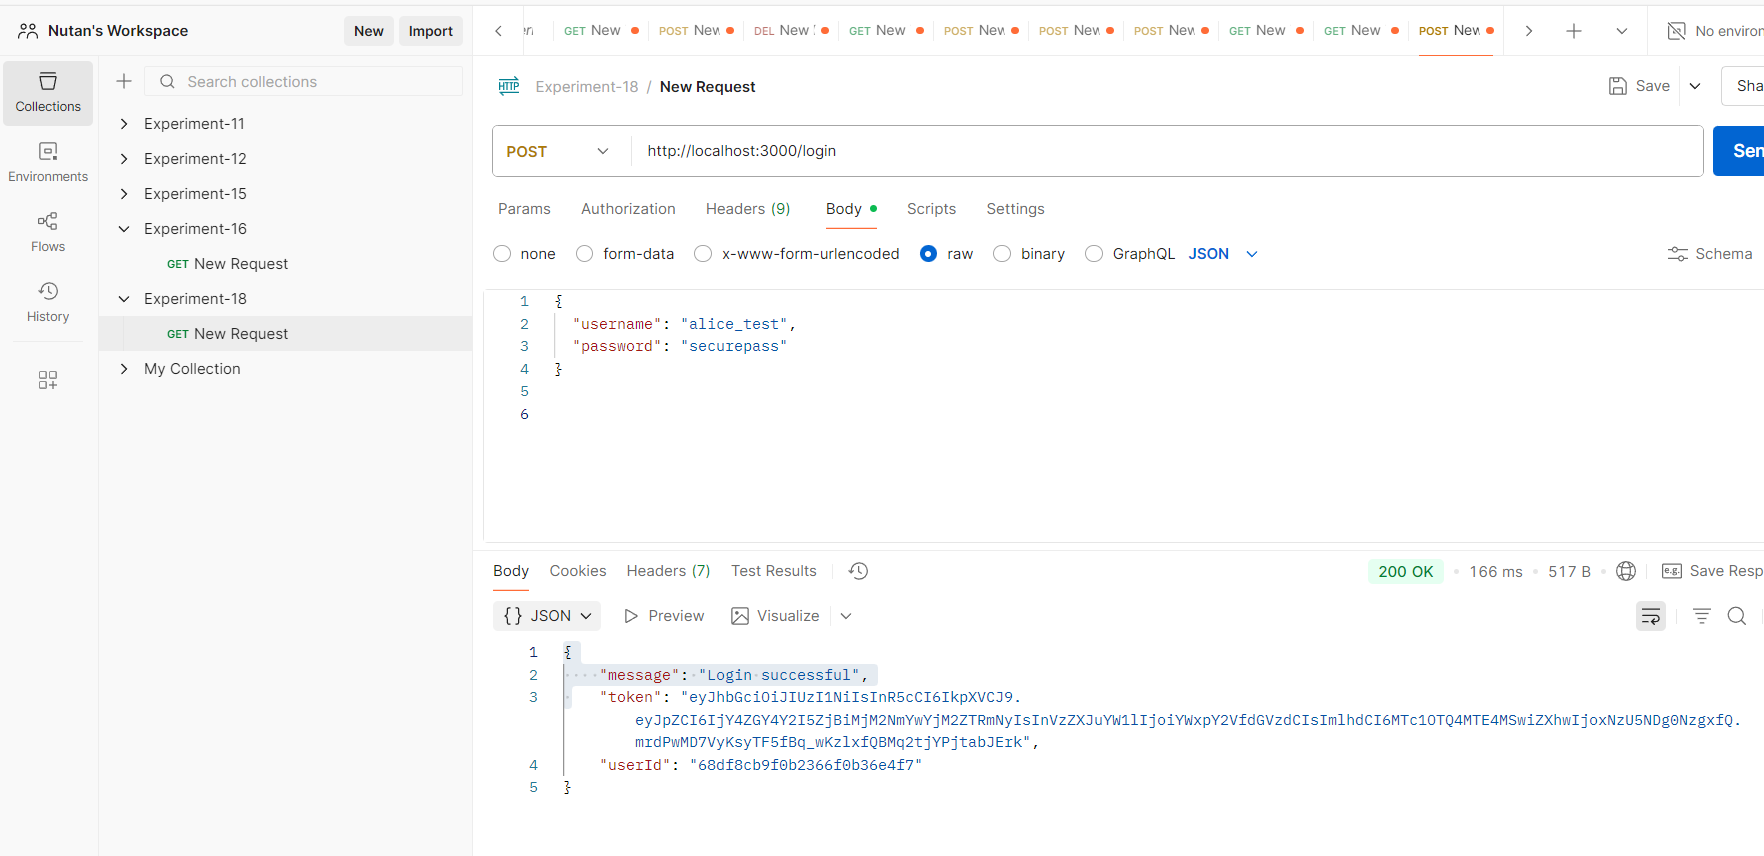 Nutan's Workspace
New
Import
GET New
POST New
DEL New
GET New
POST New
POST New
POST New
GET New
GET New
POST New
No environ
Collections
Environments
Flows
History
Search collections
Experiment-11
Experiment-12
Experiment-15
Experiment-16
GET New Request
Experiment-18
GET New Request
My Collection
HTTP Experiment-18 / New Request
Save
Sha
POST
http://localhost:3000/login
Sen
Params
Authorization
Headers (9)
Body
Scripts
Settings
none
form-data
x-www-form-urlencoded
raw
binary
GraphQL
JSON
Schema
1 {
2 "username": "alice_test",
3 "password": "securepass"
4 }
5
6
Body
Cookies
Headers (7)
Test Results
200 OK
166 ms
517 B
e.g. Save Resp
{} JSON
Preview
Visualize
1 {
2 "message": "Login successful",
3 "token": "eyJhbGciOiJIUzI1NiIsInR5cCI6IkpXVCJ9.
eyJpZCI6IjY4ZGY4Y2I5ZjBiMjM2NmYwYjM2ZTRmNyIsInVzZXJuYW1lIjoiYWxpY2VfdGVzdCIsImlhdCI6MTc1OTQ4MTE4MSwiZXhwIjoxNzU5NDg0NzgxfQ.
mrdPwMD7VyKsyTF5fBq_wKzlxfQBMq2tjYPjtabJErk",
4 "userId": "68df8cb9f0b2366f0b36e4f7"
5 }